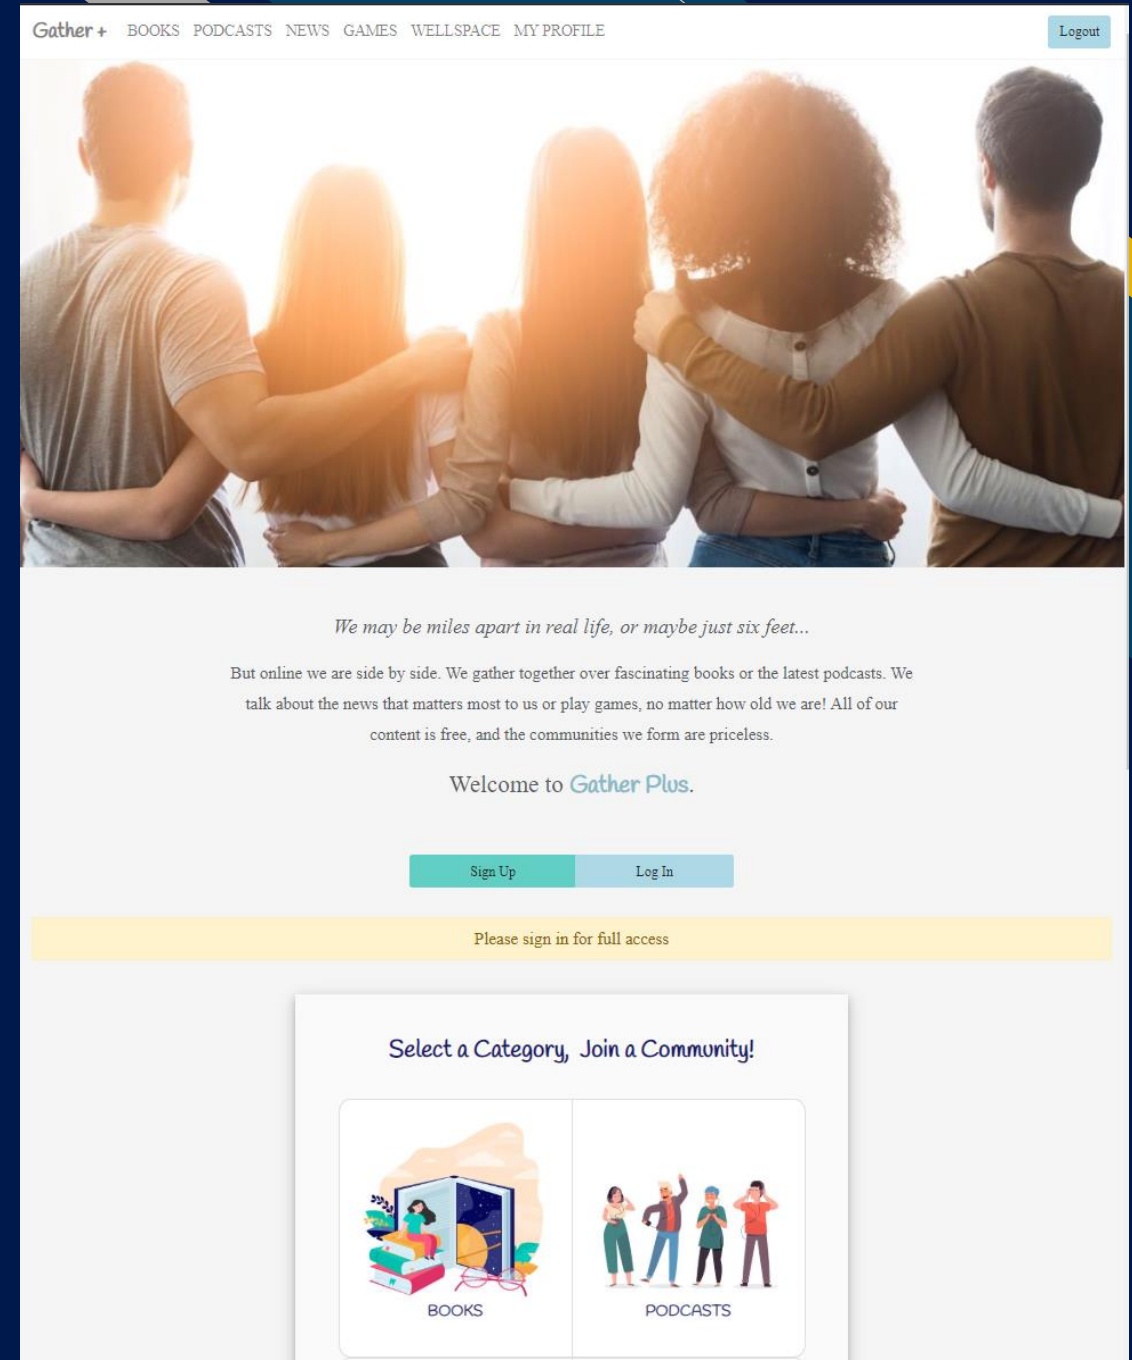 Gather + BOOKS PODCASTS NEWS GAMES WELLSPACE MY PROFILE Logout
We may be miles apart in real life, or maybe just six feet...
But online we are side by side. We gather together over fascinating books or the latest podcasts. We
talk about the news that matters most to us or play games, no matter how old we are! All of our
content is free, and the communities we form are priceless.
Welcome to Gather Plus.
Sign Up Log In
Please sign in for full access
Select a Category, Join a Community!
BOOKS PODCASTS